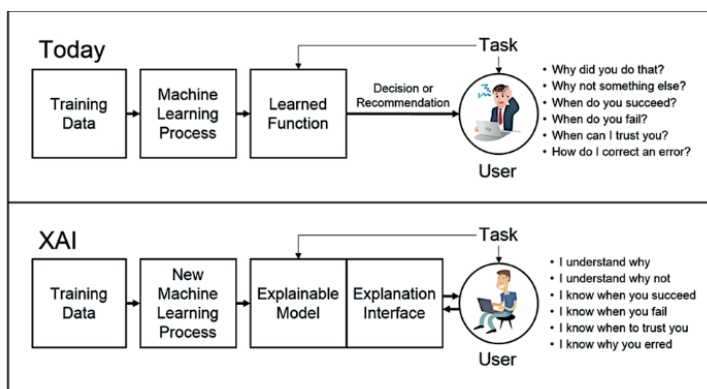 Today
Task
Training
Data
Machine
Learning
Process
Learned
Function
Decision or
Recommendation
User
• Why did you do that?
• Why not something else?
• When do you succeed?
• When do you fail?
• When can I trust you?
• How do I correct an error?
XAI
Task
Training
Data
New
Machine
Learning
Process
Explainable
Model
Explanation
Interface
User
• I understand why
• I understand why not
• I know when you succeed
• I know when you fail
• I know when to trust you
• I know why you erred